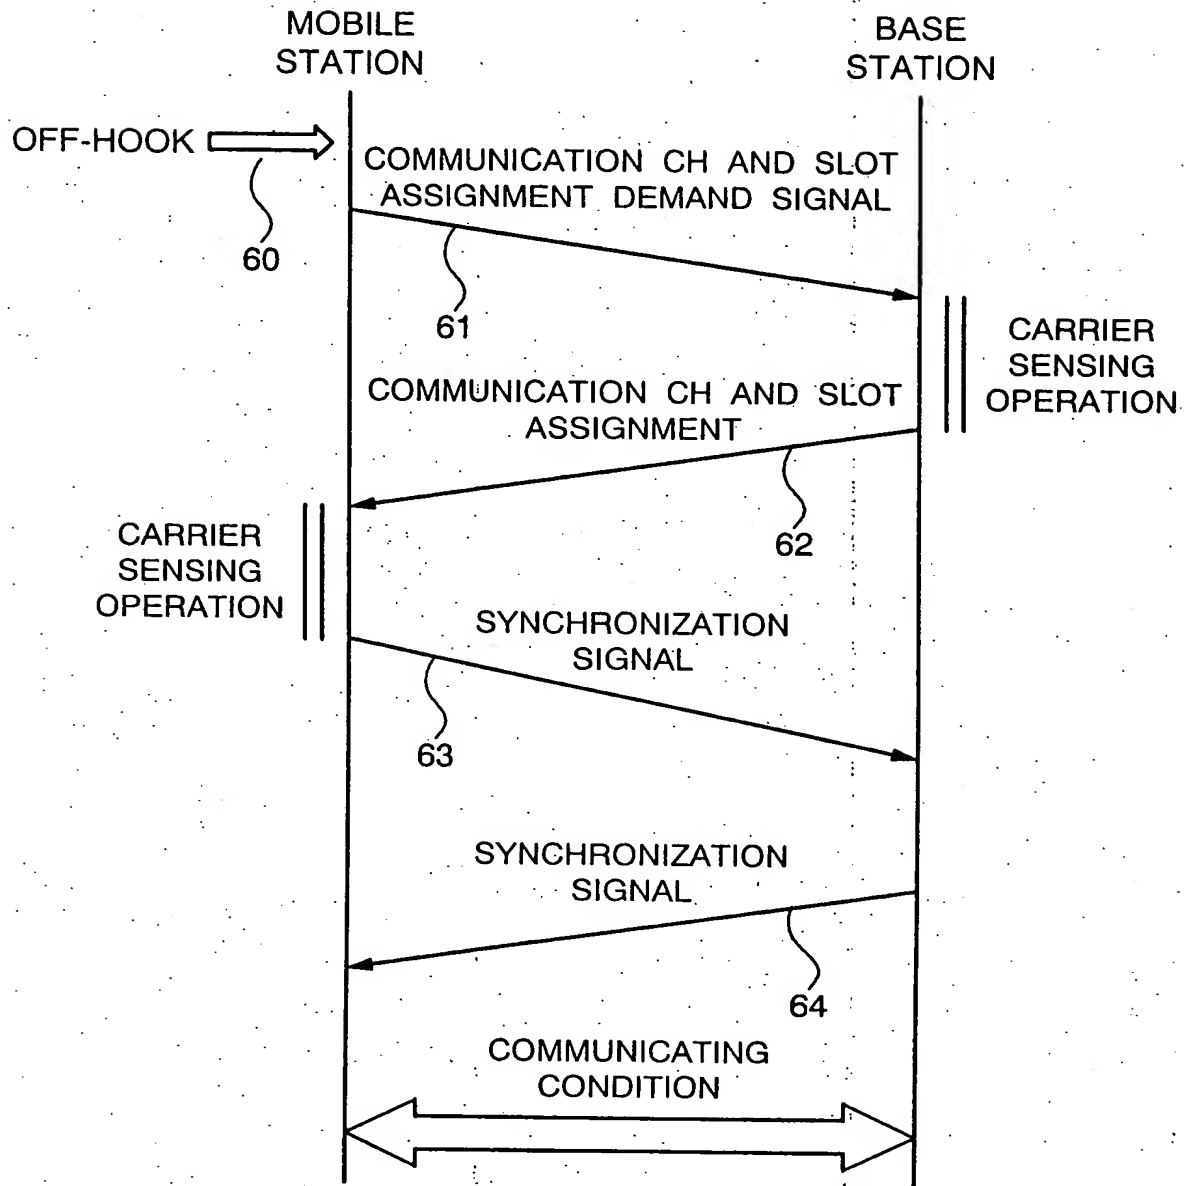 MOBILE
STATION
BASE
STATION
OFF-HOOK
60
COMMUNICATION CH AND SLOT
ASSIGNMENT DEMAND SIGNAL
61
CARRIER
SENSING
OPERATION
COMMUNICATION CH AND SLOT
ASSIGNMENT
62
CARRIER
SENSING
OPERATION
SYNCHRONIZATION
SIGNAL
63
SYNCHRONIZATION
SIGNAL
64
COMMUNICATING
CONDITION